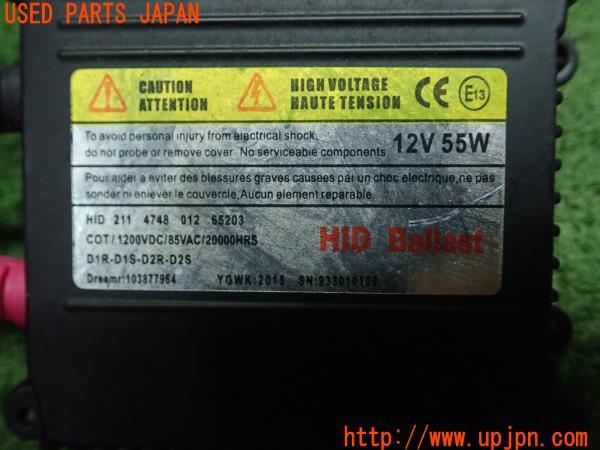 USED PARTS JAPAN
CAUTION
ATTENTION
HIGH VOLTAGE
HAUTE TENSION
CE E13
To avoid personal injury from electrical shock,
do not probe or remove cover. No serviceable components
12V 55W
Pour aider a eviter des blessures graves causees par un choc electrique,ne pas
sonder ni enlever le couvercle,Aucun element reparable.
HID 211 4748 012 65203
COT/1200VDC/85VAC/20000HRS
HID Ballast
D1R-D1S-D2R-D2S
Dreamr:103877964 YGWK:2015
http://www.upjpn.com/